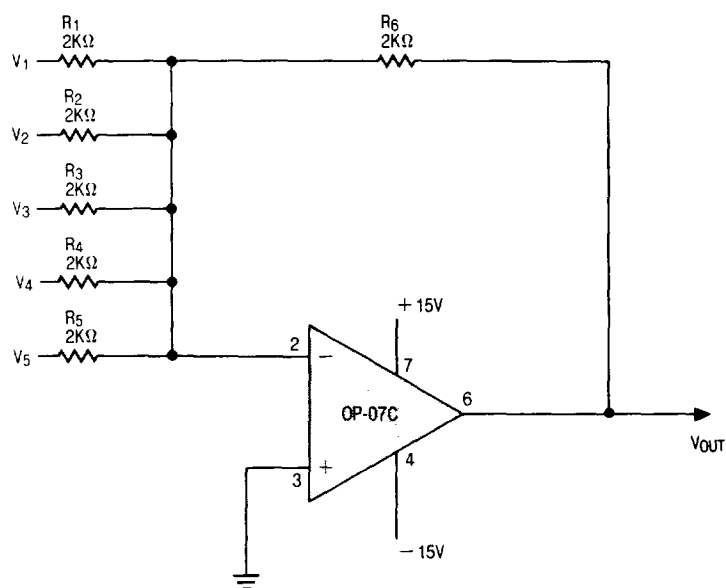 R1
2KΩ
V1
R6
2KΩ
R2
2KΩ
V2
R3
2KΩ
V3
R4
2KΩ
V4
R5
2KΩ
V5
2
−
+15V
7
OP-07C
6
VOUT
+
3
4
−15V